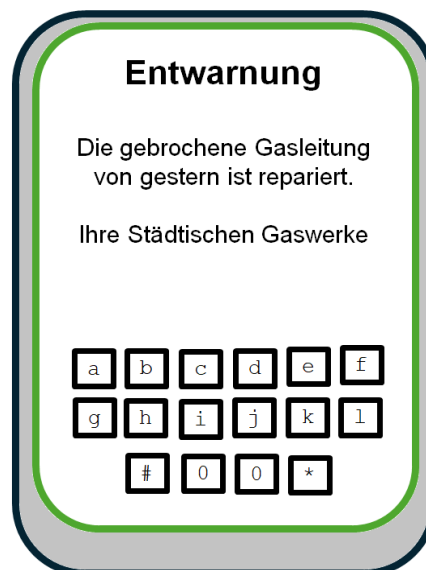 Entwarnung
Die gebrochene Gasleitung
von gestern ist repariert.
Ihre Städtischen Gaswerke
a b c d e f
g h i j k l
# 0 0 *